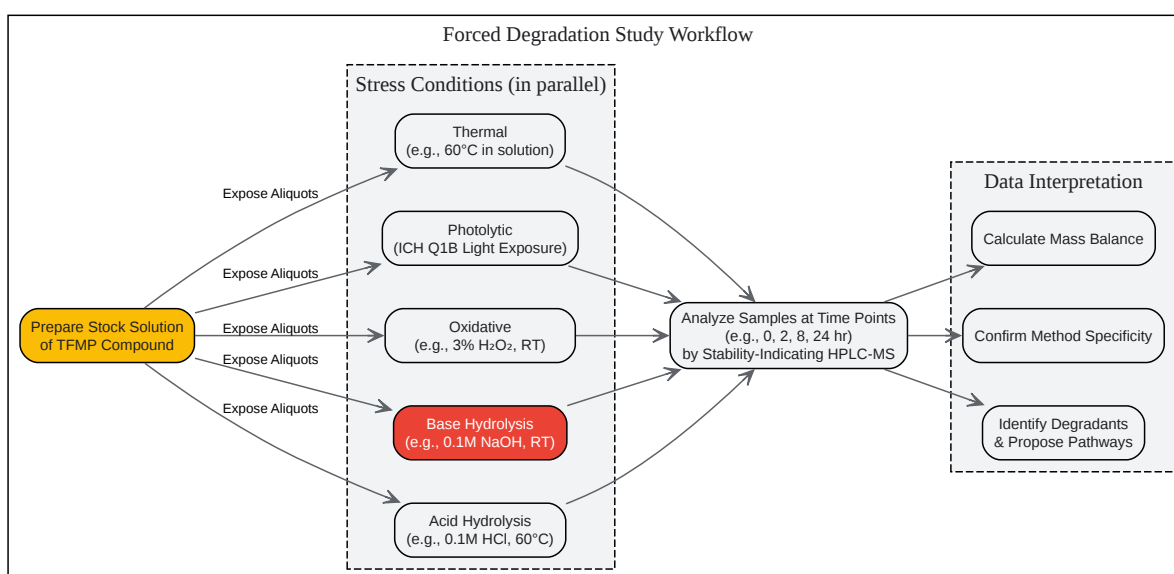 Forced Degradation Study Workflow
Stress Conditions (in parallel)
Thermal
(e.g., 60°C in solution)
Expose Aliquots
Photolytic
(ICH Q1B Light Exposure)
Expose Aliquots
Prepare Stock Solution
of TFMP Compound
Expose Aliquots
Oxidative
(e.g., 3% H₂O₂, RT)
Expose Aliquots
Base Hydrolysis
(e.g., 0.1M NaOH, RT)
Expose Aliquots
Acid Hydrolysis
(e.g., 0.1M HCl, 60°C)
Analyze Samples at Time Points
(e.g., 0, 2, 8, 24 hr)
by Stability-Indicating HPLC-MS
Data Interpretation
Calculate Mass Balance
Confirm Method Specificity
Identify Degradants
& Propose Pathways